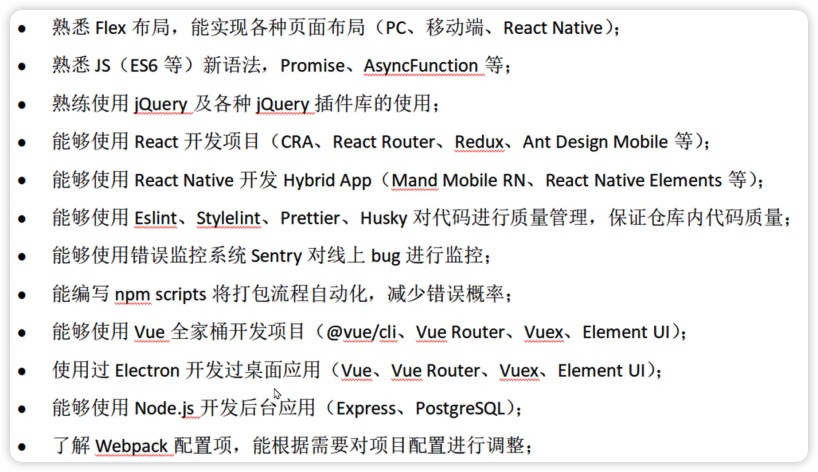 ● 熟悉 Flex 布局，能实现各种页面布局（PC、移动端、React Native）；
● 熟悉 JS（ES6 等）新语法，Promise、AsyncFunction 等；
● 熟练使用 jQuery 及各种 jQuery 插件库的使用；
● 能够使用 React 开发项目（CRA、React Router、Redux、Ant Design Mobile 等）；
● 能够使用 React Native 开发 Hybrid App（Mand Mobile RN、React Native Elements 等）；
● 能够使用 Eslint、Stylelint、Prettier、Husky 对代码进行质量管理，保证仓库内代码质量；
● 能够使用错误监控系统 Sentry 对线上 bug 进行监控；
● 能编写 npm scripts 将打包流程自动化，减少错误概率；
● 能够使用 Vue 全家桶开发项目（@vue/cli、Vue Router、Vuex、Element UI）；
● 使用过 Electron 开发过桌面应用（Vue、Vue Router、Vuex、Element UI）；
● 能够使用 Node.js 开发后台应用（Express、PostgreSQL）；
● 了解 Webpack 配置项，能根据需要对项目配置进行调整；